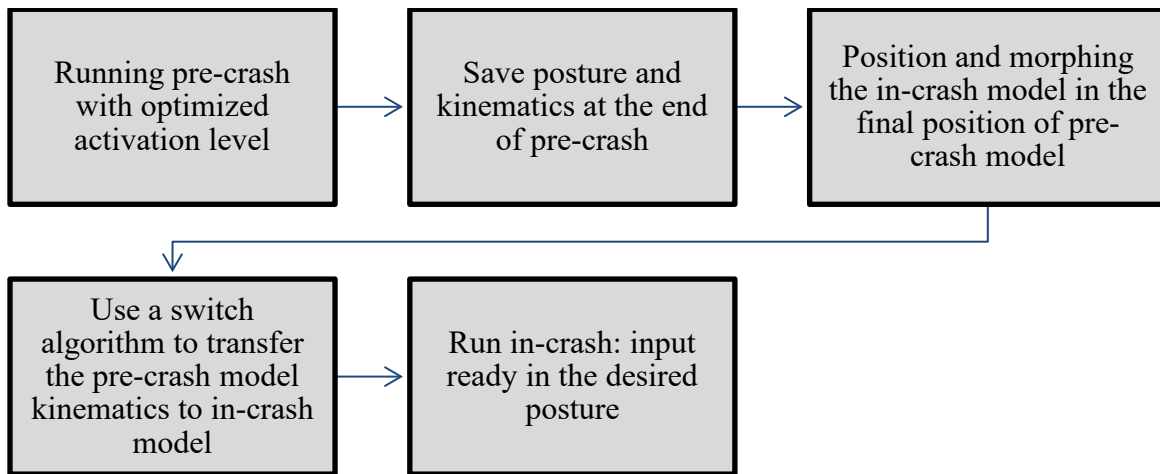 Running pre-crash
with optimized
activation level
Save posture and
kinematics at the end
of pre-crash
Position and morphing
the in-crash model in the
final position of pre-
crash model
Use a switch
algorithm to transfer
the pre-crash model
kinematics to in-crash
model
Run in-crash: input
ready in the desired
posture